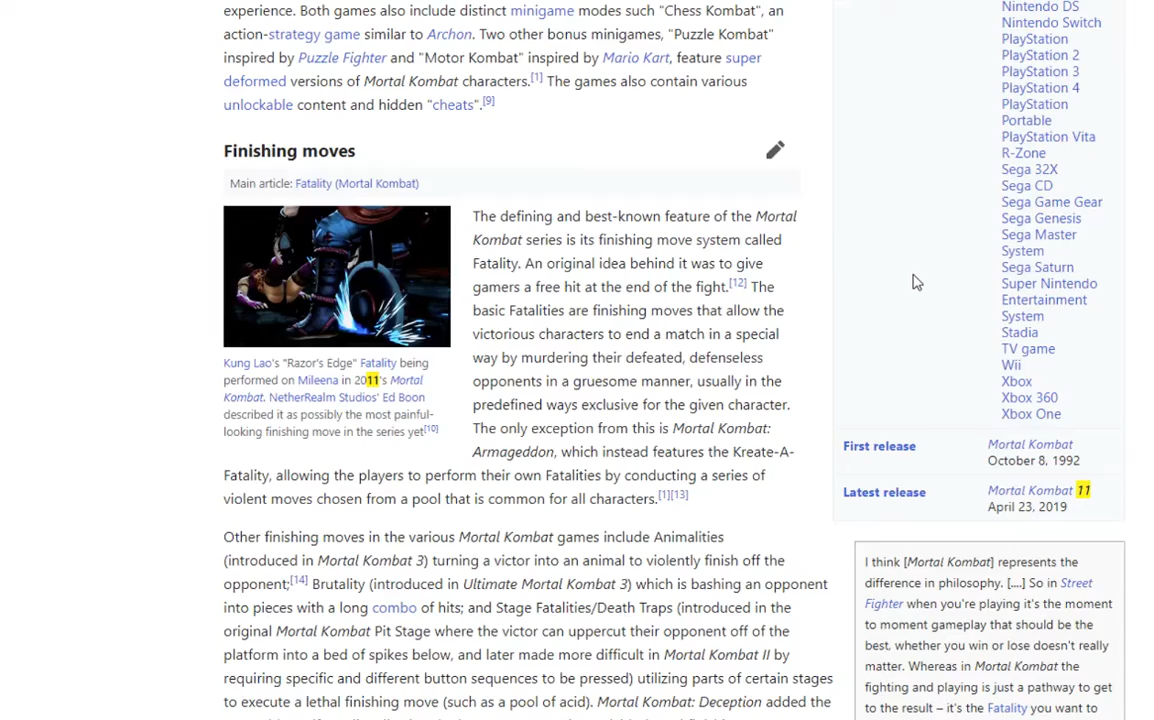 experience. Both games also include distinct minigame modes such "Chess Kombat", an
action-strategy game similar to Archon. Two other bonus minigames, "Puzzle Kombat"
inspired by Puzzle Fighter and "Motor Kombat" inspired by Mario Kart, feature super
deformed versions of Mortal Kombat characters.[1] The games also contain various
unlockable content and hidden "cheats".[9]
Finishing moves
Main article: Fatality (Mortal Kombat)
Kung Lao's "Razor's Edge" Fatality being
performed on Mileena in 2011's Mortal
Kombat. NetherRealm Studios' Ed Boon
described it as possibly the most painful-
looking finishing move in the series yet[10]
The defining and best-known feature of the Mortal
Kombat series is its finishing move system called
Fatality. An original idea behind it was to give
gamers a free hit at the end of the fight.[12] The
basic Fatalities are finishing moves that allow the
victorious characters to end a match in a special
way by murdering their defeated, defenseless
opponents in a gruesome manner, usually in the
predefined ways exclusive for the given character.
The only exception from this is Mortal Kombat:
Armageddon, which instead features the Kreate-A-
Fatality, allowing the players to perform their own Fatalities by conducting a series of
violent moves chosen from a pool that is common for all characters.[1][13]
Other finishing moves in the various Mortal Kombat games include Animalities
(introduced in Mortal Kombat 3) turning a victor into an animal to violently finish off the
opponent;[14] Brutality (introduced in Ultimate Mortal Kombat 3) which is bashing an opponent
into pieces with a long combo of hits; and Stage Fatalities/Death Traps (introduced in the
original Mortal Kombat Pit Stage where the victor can uppercut their opponent off of the
platform into a bed of spikes below, and later made more difficult in Mortal Kombat II by
requiring specific and different button sequences to be pressed) utilizing parts of certain stages
to execute a lethal finishing move (such as a pool of acid). Mortal Kombat: Deception added the
Nintendo DS
Nintendo Switch
PlayStation
PlayStation 2
PlayStation 3
PlayStation 4
PlayStation
Portable
PlayStation Vita
R-Zone
Sega 32X
Sega CD
Sega Game Gear
Sega Genesis
Sega Master
System
Sega Saturn
Super Nintendo
Entertainment
System
Stadia
TV game
Wii
Xbox
Xbox 360
Xbox One
First release Mortal Kombat
October 8, 1992
Latest release Mortal Kombat 11
April 23, 2019
I think [Mortal Kombat] represents the
difference in philosophy. [....] So in Street
Fighter when you're playing it's the moment
to moment gameplay that should be the
best, whether you win or lose doesn't really
matter. Whereas in Mortal Kombat the
fighting and playing is just a pathway to get
to the result – it's the Fatality you want to